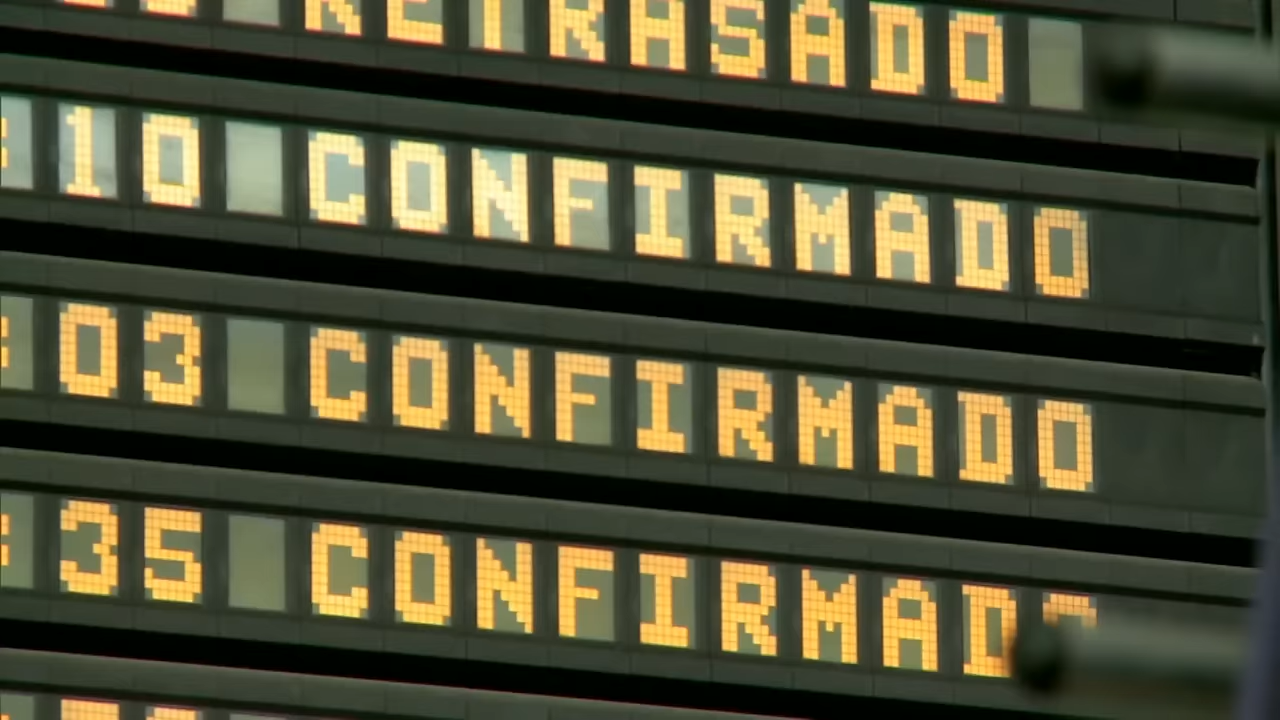 RETRASADO
:10 CONFIRMADO
:03 CONFIRMADO
:35 CONFIRMADO